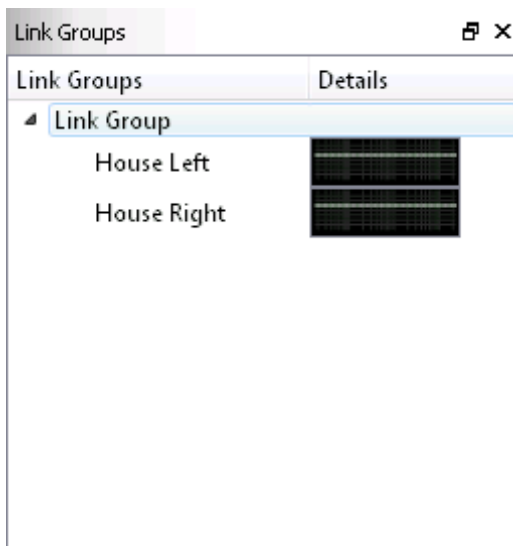 Link Groups
Link Groups Details
Link Group
House Left
House Right